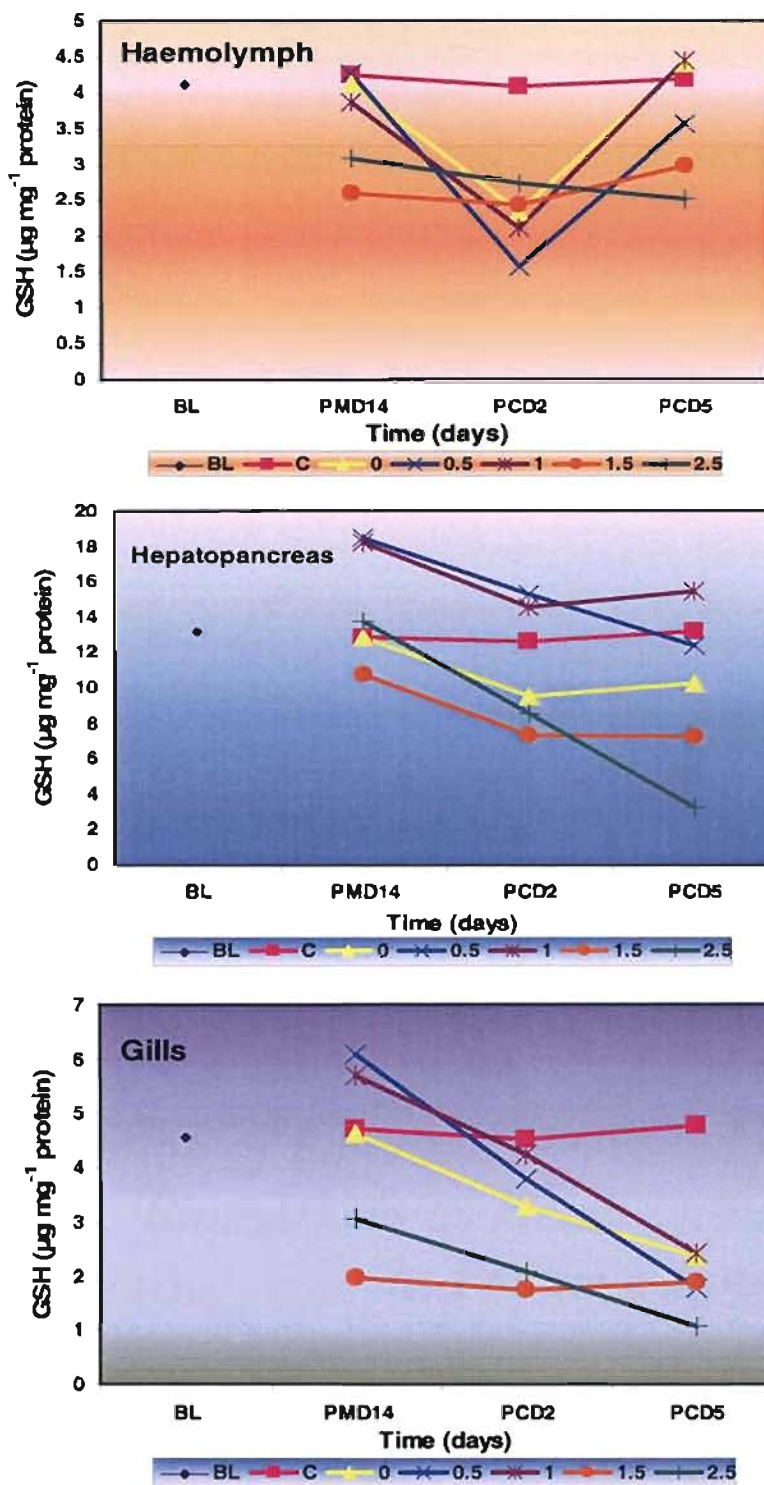 Haemolymph
GSH (µg mg⁻¹ protein)
5
4.5
4
3.5
3
2.5
2
1.5
1
0.5
0
BL PMD14 PCD2 PCD5
Time (days)
BL C 0 0.5 1 1.5 2.5
Hepatopancreas
GSH (µg mg⁻¹ protein)
20
18
16
14
12
10
8
6
4
2
0
BL PMD14 PCD2 PCD5
Time (days)
BL C 0 0.5 1 1.5 2.5
Gills
GSH (µg mg⁻¹ protein)
7
6
5
4
3
2
1
0
BL PMD14 PCD2 PCD5
Time (days)
BL C 0 0.5 1 1.5 2.5